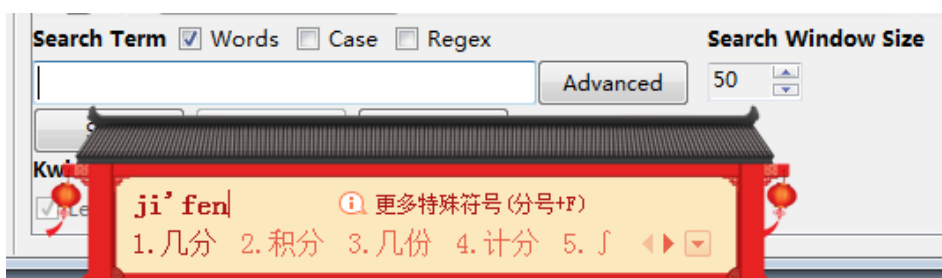 Search Term Words Case Regex Search Window Size
Advanced 50
Kwi
ji'fen 更多特殊符号(分号+F)
1.几分 2.积分 3.几份 4.计分 5.∫